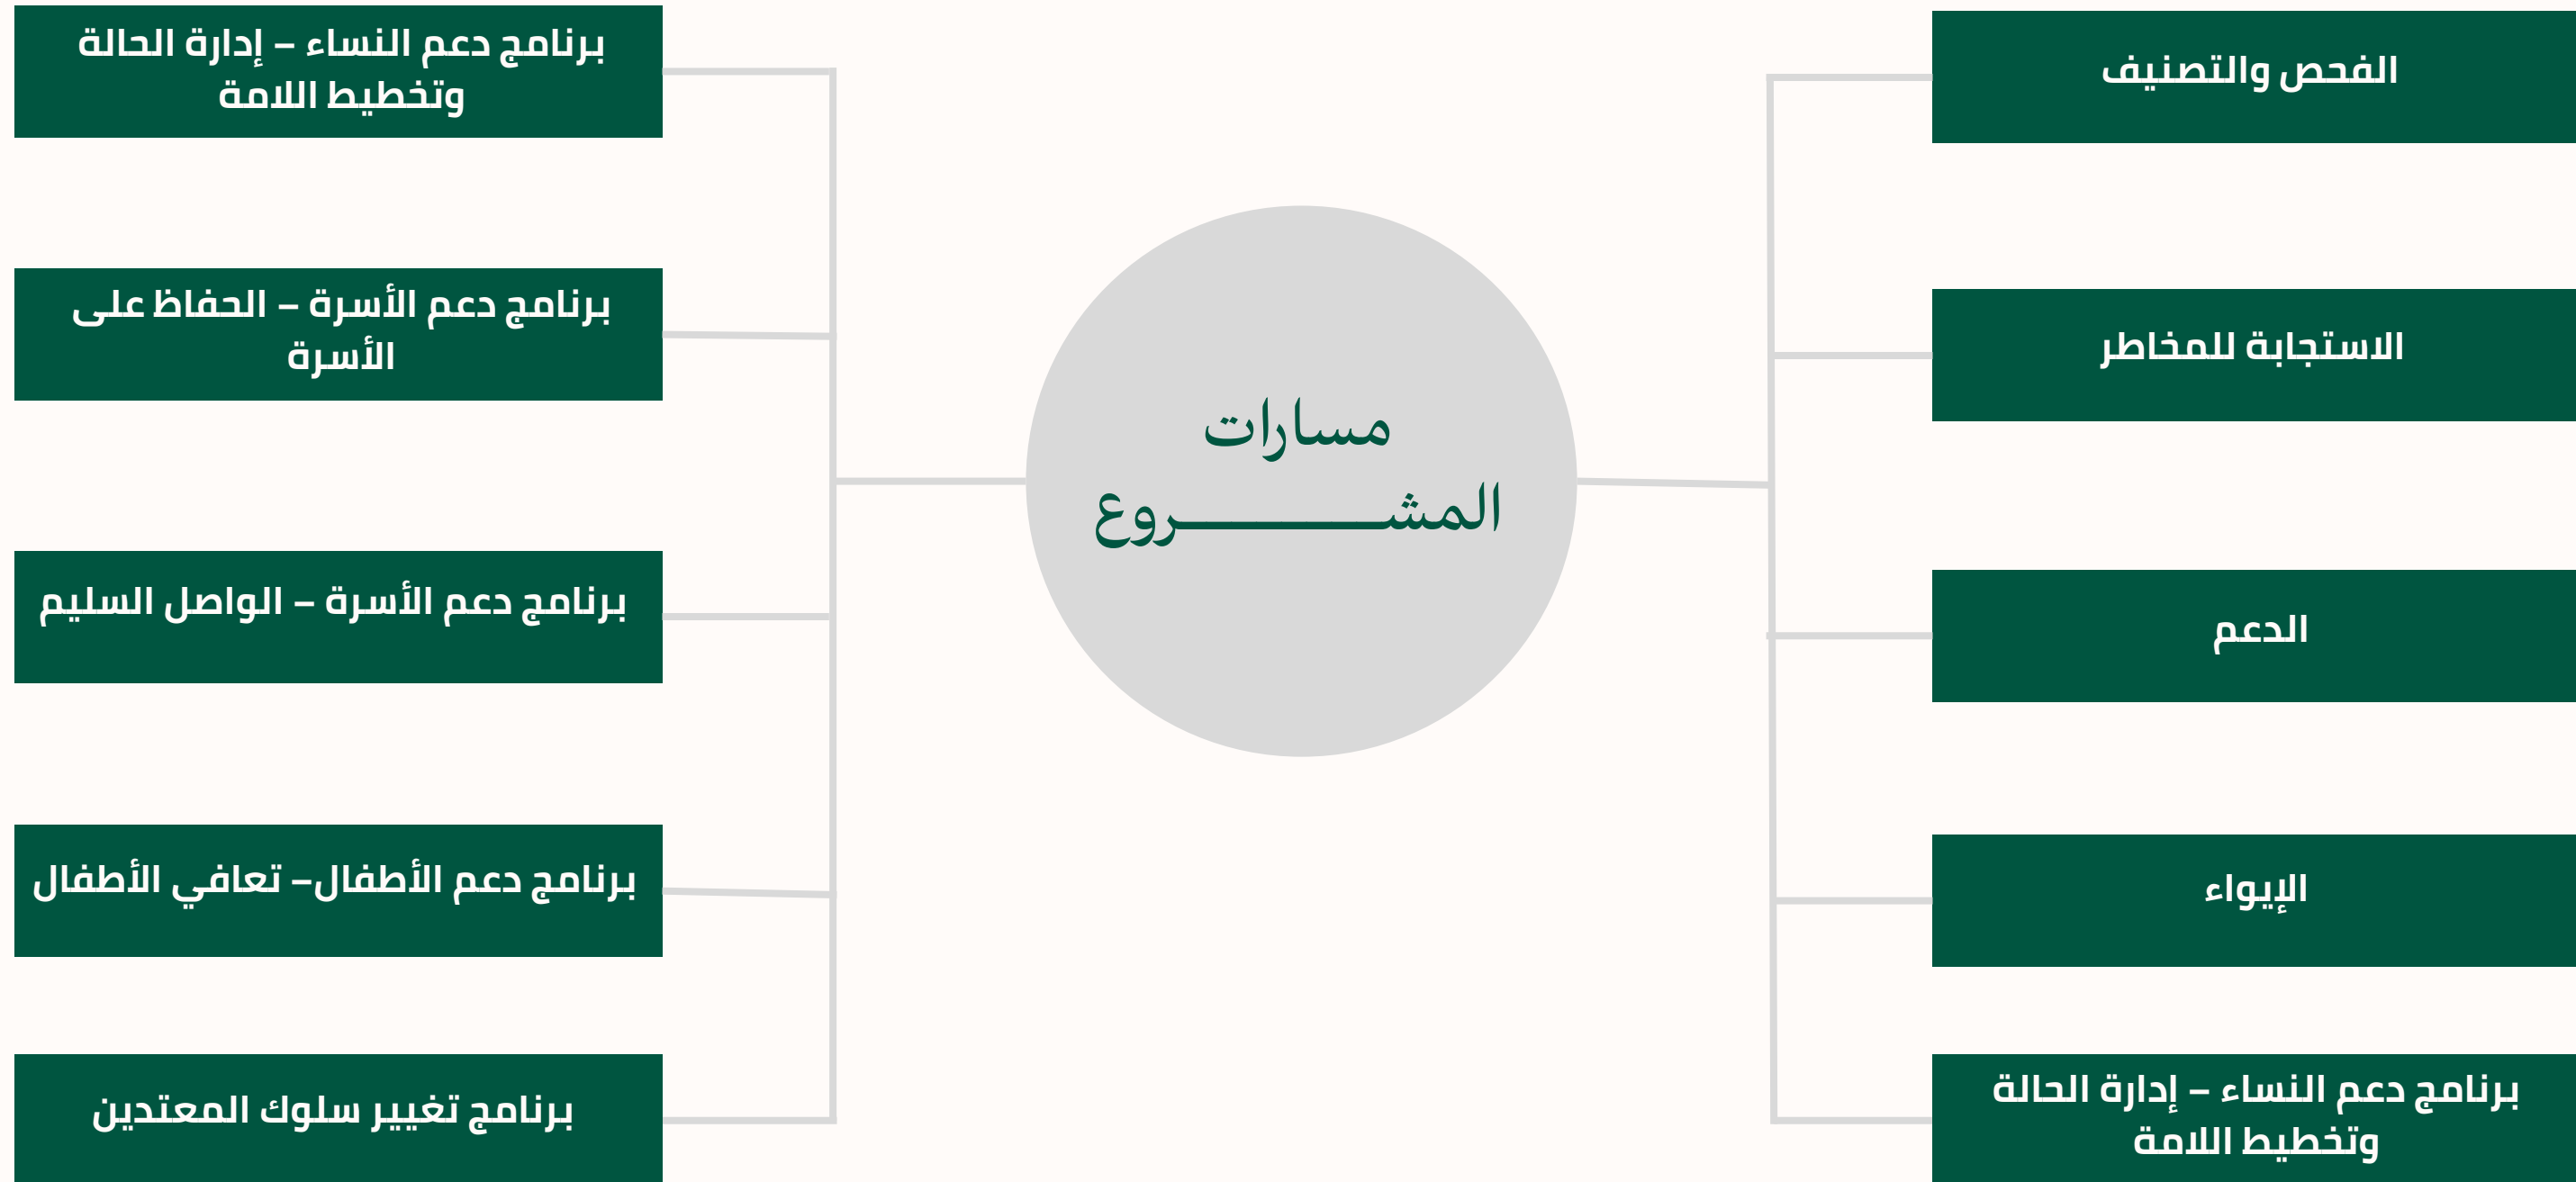 مسارات
المشـــــــــــــروع
الفحص والتصنيف
الاستجابة للمخاطر
الدعم
الإيواء
برنامج دعم النساء – إدارة الحالة
وتخطيط اللامة
برنامج دعم النساء – إدارة الحالة
وتخطيط اللامة
برنامج دعم الأسرة – الحفاظ على
الأسرة
برنامج دعم الأسرة – الواصل السليم
برنامج دعم الأطفال– تعافي الأطفال
برنامج تغيير سلوك المعتدين